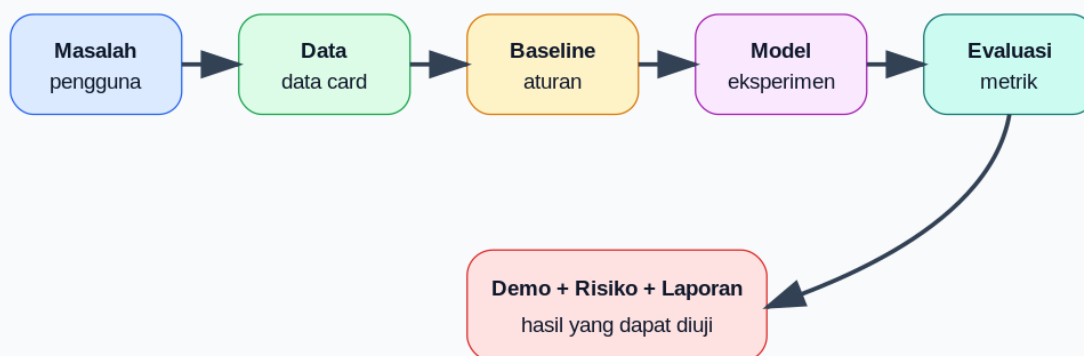 Masalah
pengguna
Data
data card
Baseline
aturan
Model
eksperimen
Evaluasi
metrik
Demo + Risiko + Laporan
hasil yang dapat diuji